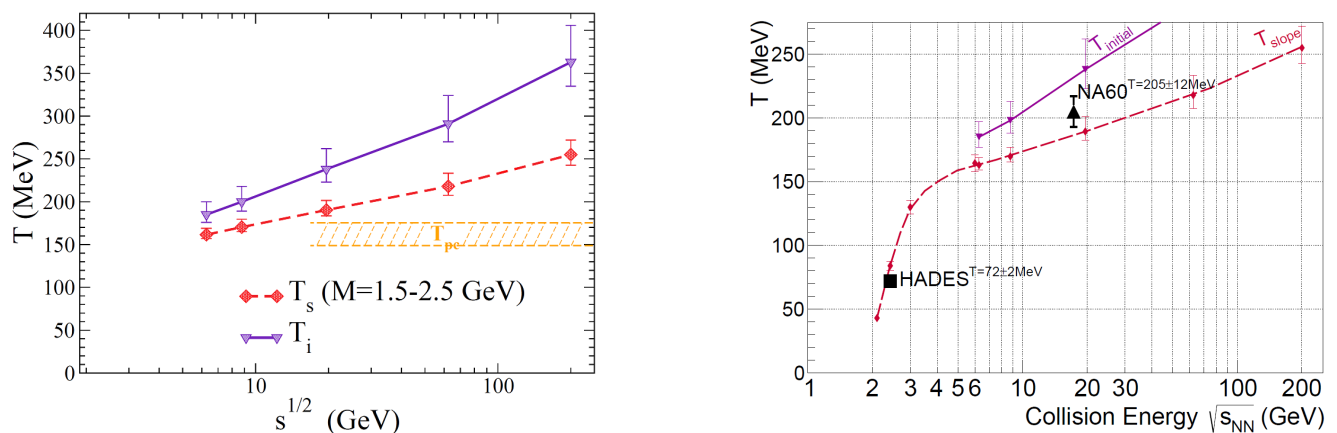 400
350
300
250
200
150
100
50
0
T (MeV)
T_pc
T_s (M=1.5-2.5 GeV)
T_i
10
100
s^{1/2} (GeV)
250
200
150
100
50
0
T (MeV)
T_initial
T_slope
NA60^{T=205±12MeV}
HADES^{T=72±2MeV}
1 2 3 4 5 6 10 20 30 100 200
Collision Energy √s_NN (GeV)